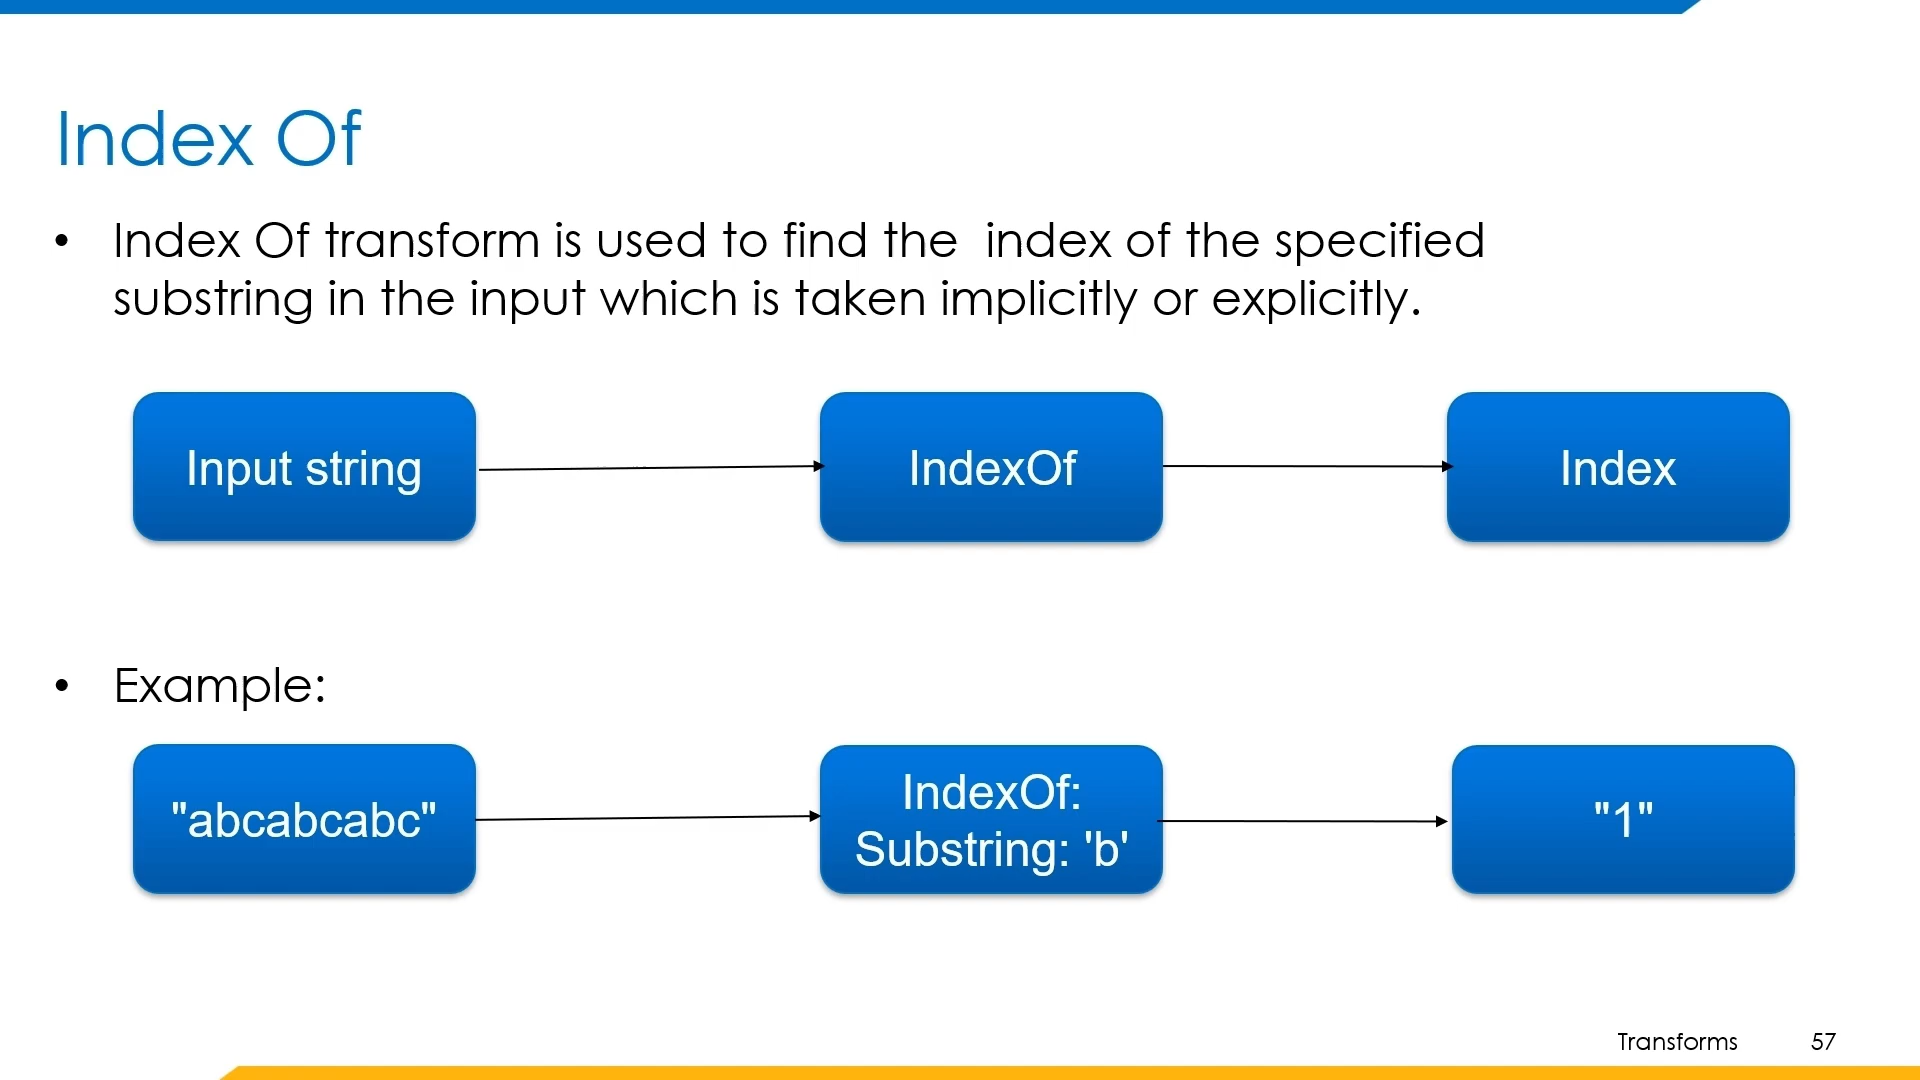 Index Of
• Index Of transform is used to find the  index of the specified
substring in the input which is taken implicitly or explicitly.
Input string
IndexOf
Index
• Example:
"abcabcabc"
IndexOf:
Substring: 'b'
"1"
Transforms 57